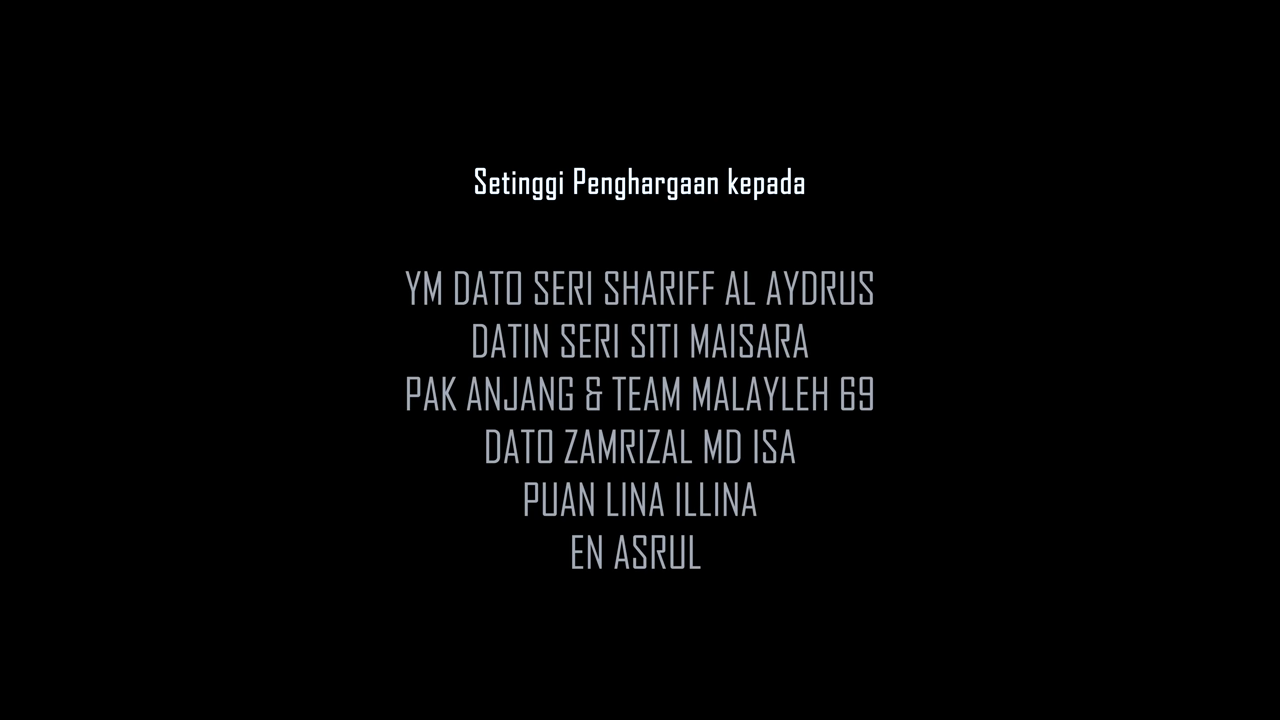 Setinggi Penghargaan kepada
YM DATO SERI SHARIFF AL AYDRUS
DATIN SERI SITI MAISARA
PAK ANJANG & TEAM MALAYLEH 69
DATO ZAMRIZAL MD ISA
PUAN LINA ILLINA
EN ASRUL